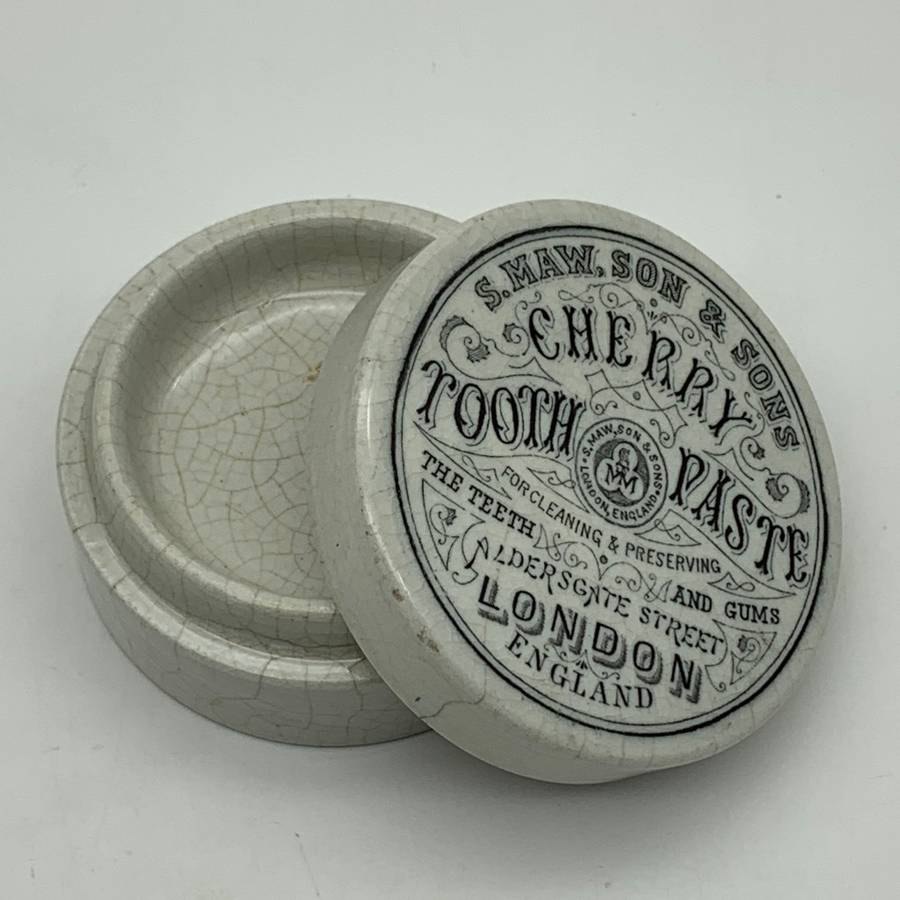 S. MAW, SON & SONS
CHERRY
TOOTH PASTE
S. MAW, SON & SONS
LONDON, ENGLAND
SMM
FOR CLEANING & PRESERVING
THE TEETH AND GUMS
ALDERSGATE STREET
LONDON
ENGLAND